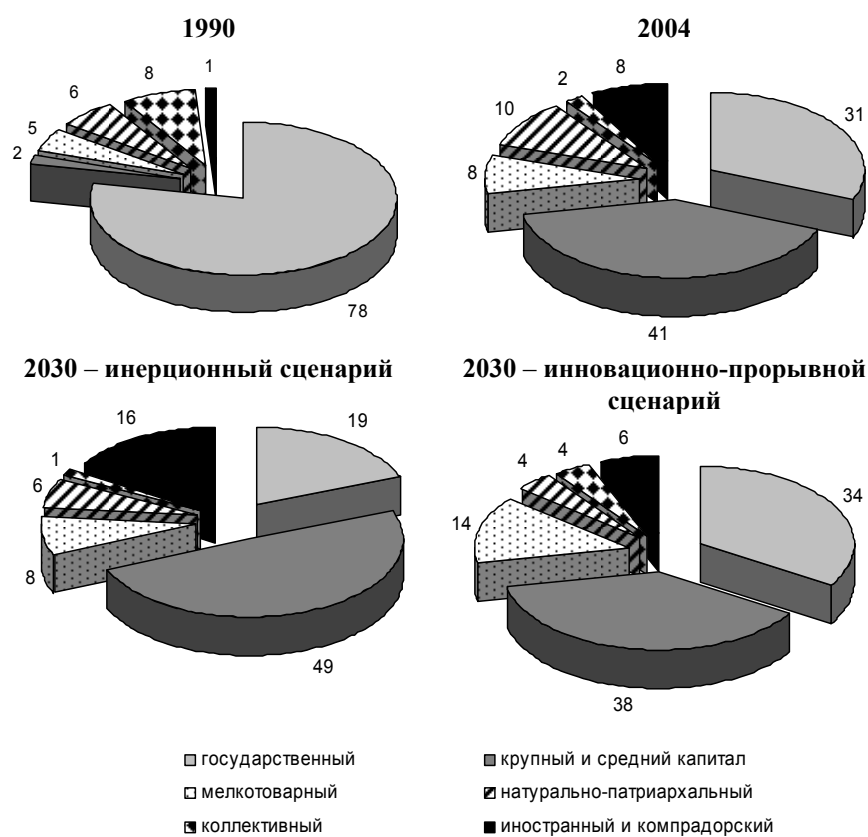 1990
2004
1
8
6
5
2
78
8
2
10
8
31
41
2030 – инерционный сценарий
2030 – инновационно-прорывной
сценарий
16
19
1
6
8
49
6
4
4
14
34
38
государственный
крупный и средний капитал
мелкотоварный
натурально-патриархальный
коллективный
иностранный и компрадорский